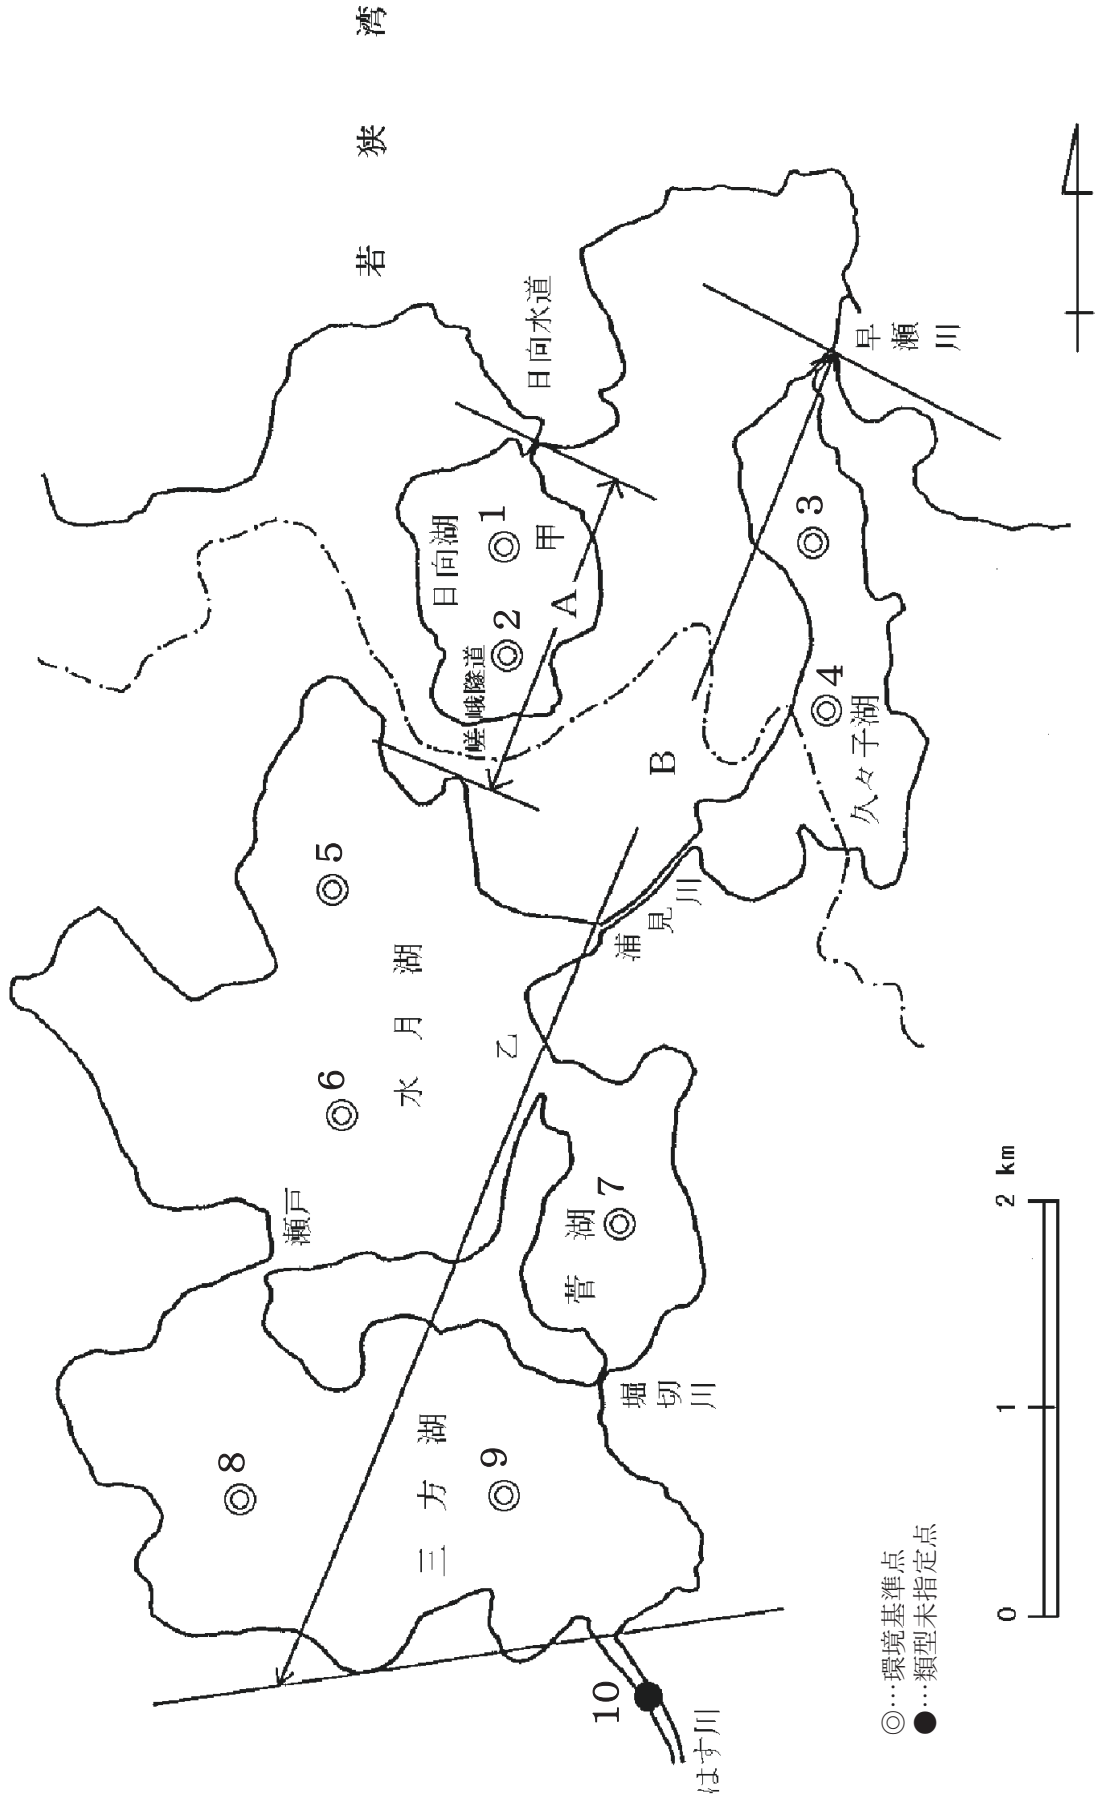 若狭湾
日向水道
日向湖
1
甲
2
A
嵯峨隧道
早瀬川
3
4
久々子湖
B
5
6
水月湖
浦見川
乙
瀬戸
7
菅湖
堀切川
8
9
三方湖
10
はす川
0 1 2 km
◎…環境基準点
●…類型未指定点